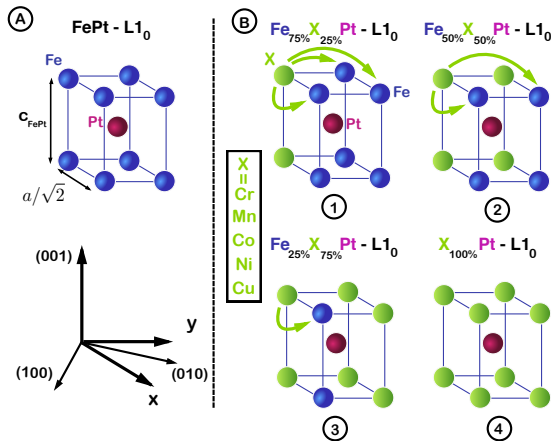 A
FePt - L1₀
Fe
Pt
C_FePt
a/√2
(001)
y
(100)
(010)
x
B
Fe₇₅%X₂₅%Pt - L1₀
X
Fe
Pt
1
Fe₅₀%X₅₀%Pt - L1₀
2
X
=
Cr
Mn
Co
Ni
Cu
Fe₂₅%X₇₅%Pt - L1₀
3
X₁₀₀%Pt - L1₀
4